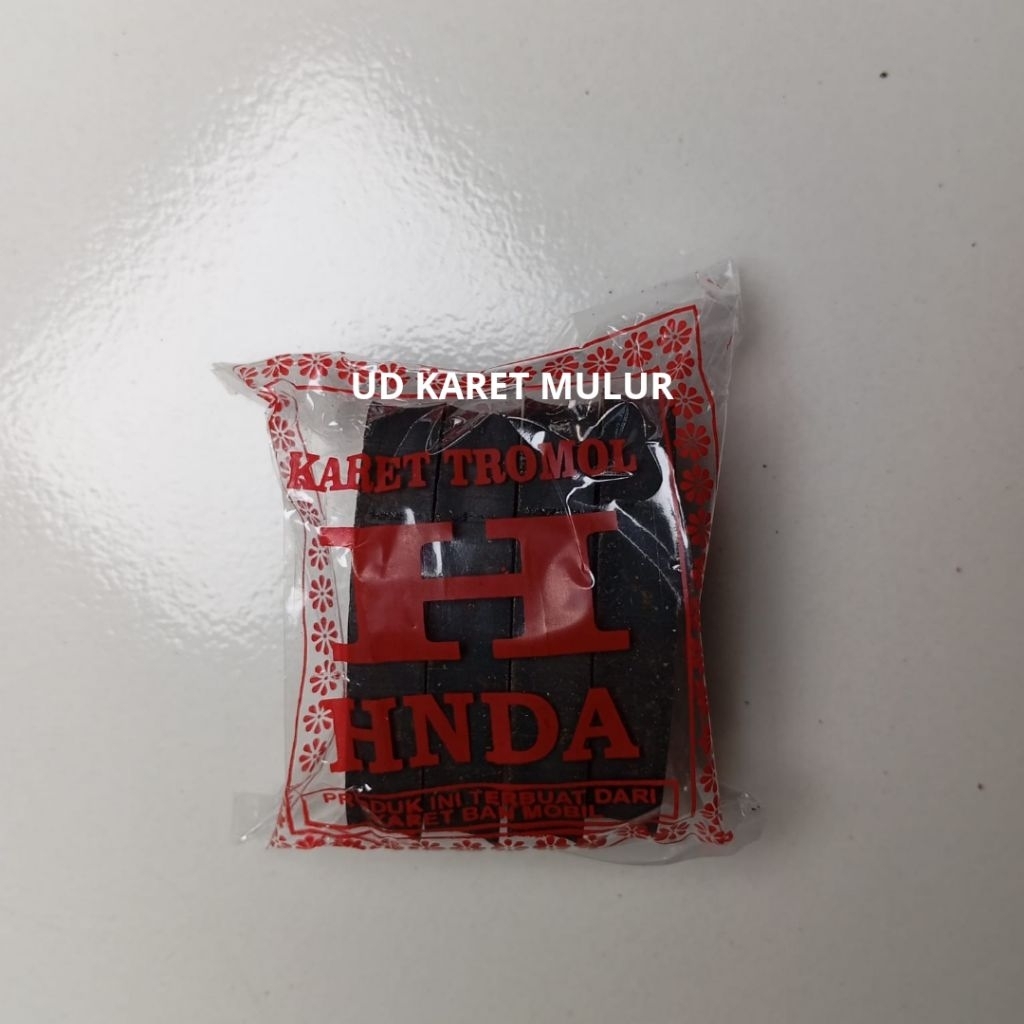 UD KARET MULUR
KARET TROMOL
H
HNDA
PRODUK INI TERBUAT DARI
KARET BAN MOBIL